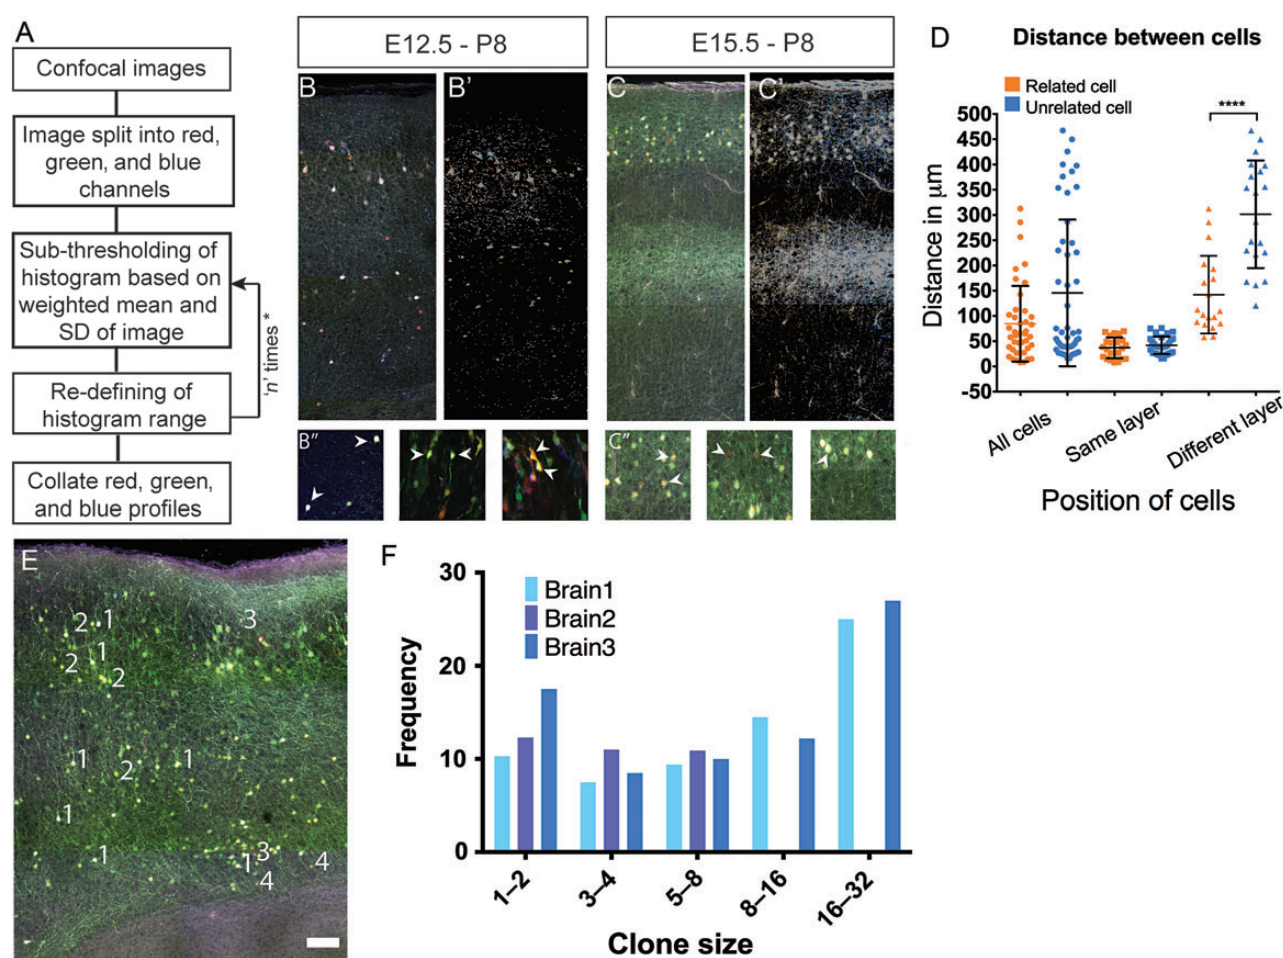 A
Confocal images
Image split into red,
green, and blue
channels
Sub-thresholding of
histogram based on
weighted mean and
SD of image
Re-defining of
histogram range
'n' times *
Collate red, green,
and blue profiles
E12.5 - P8
E15.5 - P8
B
B'
C
C'
B''
C''
D
Distance between cells
Related cell
Unrelated cell
****
Distance in µm
500
450
400
350
300
250
200
150
100
50
0
-50
All cells
Same layer
Different layer
Position of cells
E
2 1
3
1
2
2
1
2
1
1
1
3
1
4
4
F
Brain1
Brain2
Brain3
Frequency
30
20
10
0
1–2
3–4
5–8
8–16
16–32
Clone size